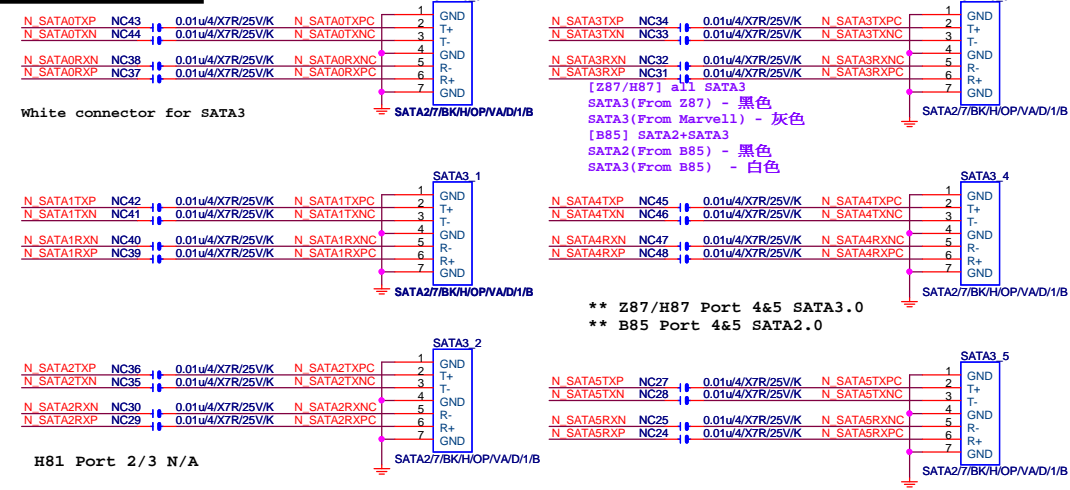 N_SATA0TXP NC43 0.01u/4/X7R/25V/K N_SATA0TXPC 1 GND
N_SATA0TXN NC44 0.01u/4/X7R/25V/K N_SATA0TXNC 2 T+
3 T-
4 GND
N_SATA0RXN NC38 0.01u/4/X7R/25V/K N_SATA0RXNC 5 R-
N_SATA0RXP NC37 0.01u/4/X7R/25V/K N_SATA0RXPC 6 R+
7 GND
White connector for SATA3
SATA2/7/BK/H/OP/VA/D/1/B
N_SATA3TXP NC34 0.01u/4/X7R/25V/K N_SATA3TXPC 1 GND
N_SATA3TXN NC33 0.01u/4/X7R/25V/K N_SATA3TXNC 2 T+
3 T-
4 GND
N_SATA3RXN NC32 0.01u/4/X7R/25V/K N_SATA3RXNC 5 R-
N_SATA3RXP NC31 0.01u/4/X7R/25V/K N_SATA3RXPC 6 R+
7 GND
SATA2/7/BK/H/OP/VA/D/1/B
[Z87/H87] all SATA3
SATA3(From Z87) - 黑色
SATA3(From Marvell) - 灰色
[B85] SATA2+SATA3
SATA2(From B85) - 黑色
SATA3(From B85) - 白色
SATA3_1
N_SATA1TXP NC42 0.01u/4/X7R/25V/K N_SATA1TXPC 1 GND
N_SATA1TXN NC41 0.01u/4/X7R/25V/K N_SATA1TXNC 2 T+
3 T-
4 GND
N_SATA1RXN NC40 0.01u/4/X7R/25V/K N_SATA1RXNC 5 R-
N_SATA1RXP NC39 0.01u/4/X7R/25V/K N_SATA1RXPC 6 R+
7 GND
SATA2/7/BK/H/OP/VA/D/1/B
SATA3_4
N_SATA4TXP NC45 0.01u/4/X7R/25V/K N_SATA4TXPC 1 GND
N_SATA4TXN NC46 0.01u/4/X7R/25V/K N_SATA4TXNC 2 T+
3 T-
4 GND
N_SATA4RXN NC47 0.01u/4/X7R/25V/K N_SATA4RXNC 5 R-
N_SATA4RXP NC48 0.01u/4/X7R/25V/K N_SATA4RXPC 6 R+
7 GND
SATA2/7/BK/H/OP/VA/D/1/B
** Z87/H87 Port 4&5 SATA3.0
** B85 Port 4&5 SATA2.0
SATA3_2
N_SATA2TXP NC36 0.01u/4/X7R/25V/K N_SATA2TXPC 1 GND
N_SATA2TXN NC35 0.01u/4/X7R/25V/K N_SATA2TXNC 2 T+
3 T-
4 GND
N_SATA2RXN NC30 0.01u/4/X7R/25V/K N_SATA2RXNC 5 R-
N_SATA2RXP NC29 0.01u/4/X7R/25V/K N_SATA2RXPC 6 R+
7 GND
H81 Port 2/3 N/A
SATA2/7/BK/H/OP/VA/D/1/B
SATA3_5
N_SATA5TXP NC27 0.01u/4/X7R/25V/K N_SATA5TXPC 1 GND
N_SATA5TXN NC28 0.01u/4/X7R/25V/K N_SATA5TXNC 2 T+
3 T-
4 GND
N_SATA5RXN NC25 0.01u/4/X7R/25V/K N_SATA5RXNC 5 R-
N_SATA5RXP NC24 0.01u/4/X7R/25V/K N_SATA5RXPC 6 R+
7 GND
SATA2/7/BK/H/OP/VA/D/1/B